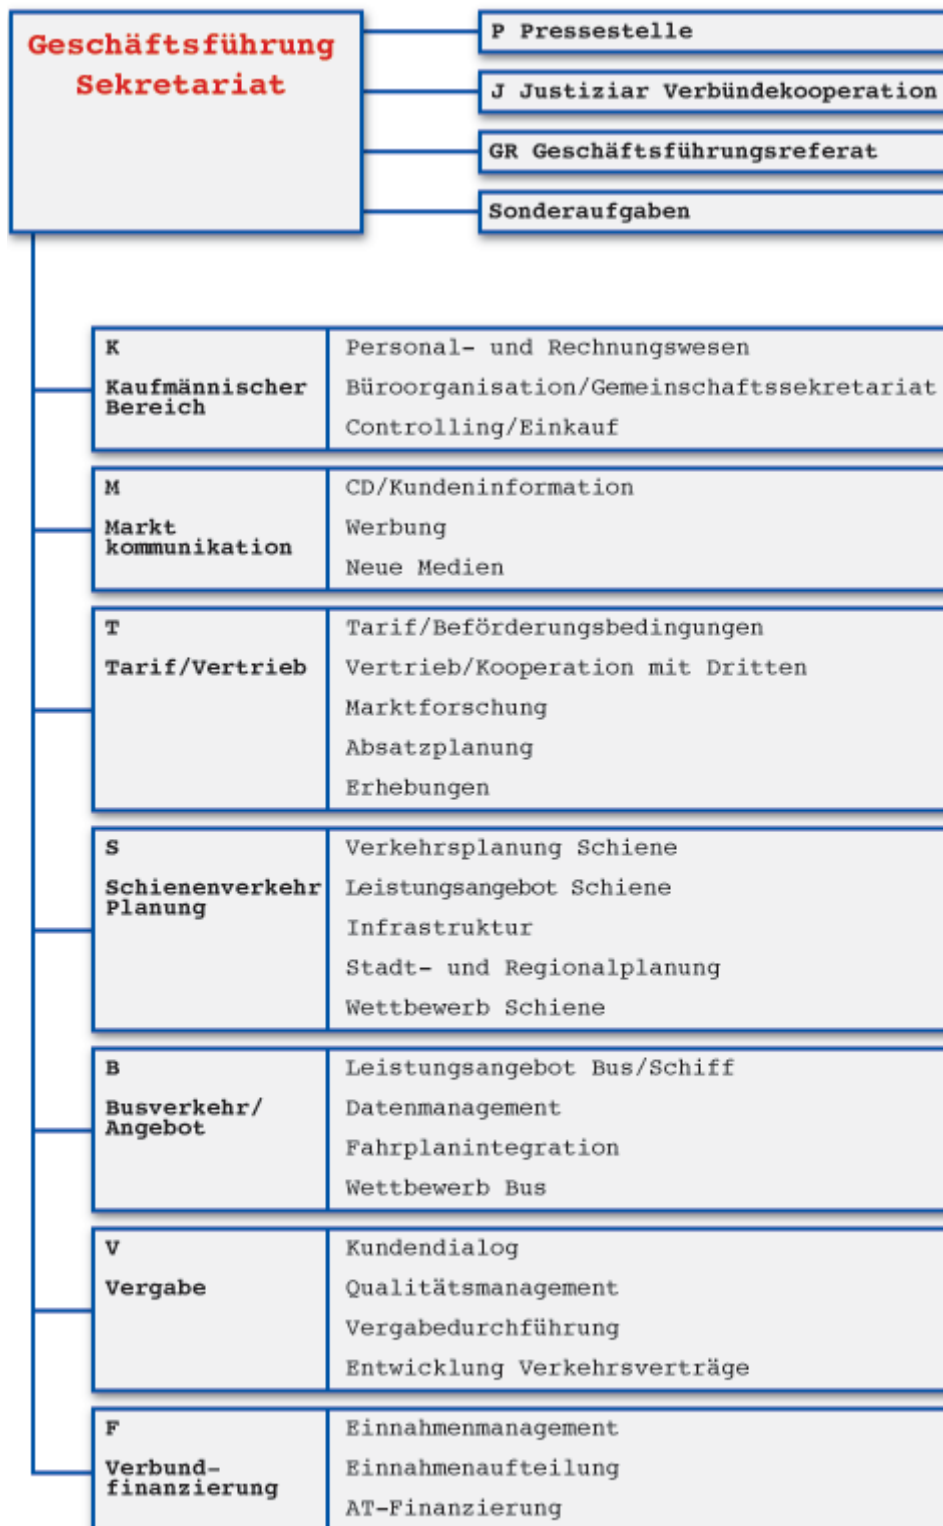 Geschäftsführung
Sekretariat
P Pressestelle
J Justiziar Verbündekooperation
GR Geschäftsführungsreferat
Sonderaufgaben
K
Kaufmännischer
Bereich
Personal- und Rechnungswesen
Büroorganisation/Gemeinschaftssekretariat
Controlling/Einkauf
M
Markt
kommunikation
CD/Kundeninformation
Werbung
Neue Medien
T
Tarif/Vertrieb
Tarif/Beförderungsbedingungen
Vertrieb/Kooperation mit Dritten
Marktforschung
Absatzplanung
Erhebungen
S
Schienenverkehr
Planung
Verkehrsplanung Schiene
Leistungsangebot Schiene
Infrastruktur
Stadt- und Regionalplanung
Wettbewerb Schiene
B
Busverkehr/
Angebot
Leistungsangebot Bus/Schiff
Datenmanagement
Fahrplanintegration
Wettbewerb Bus
V
Vergabe
Kundendialog
Qualitätsmanagement
Vergabedurchführung
Entwicklung Verkehrsverträge
F
Verbund-
finanzierung
Einnahmenmanagement
Einnahmenaufteilung
AT-Finanzierung